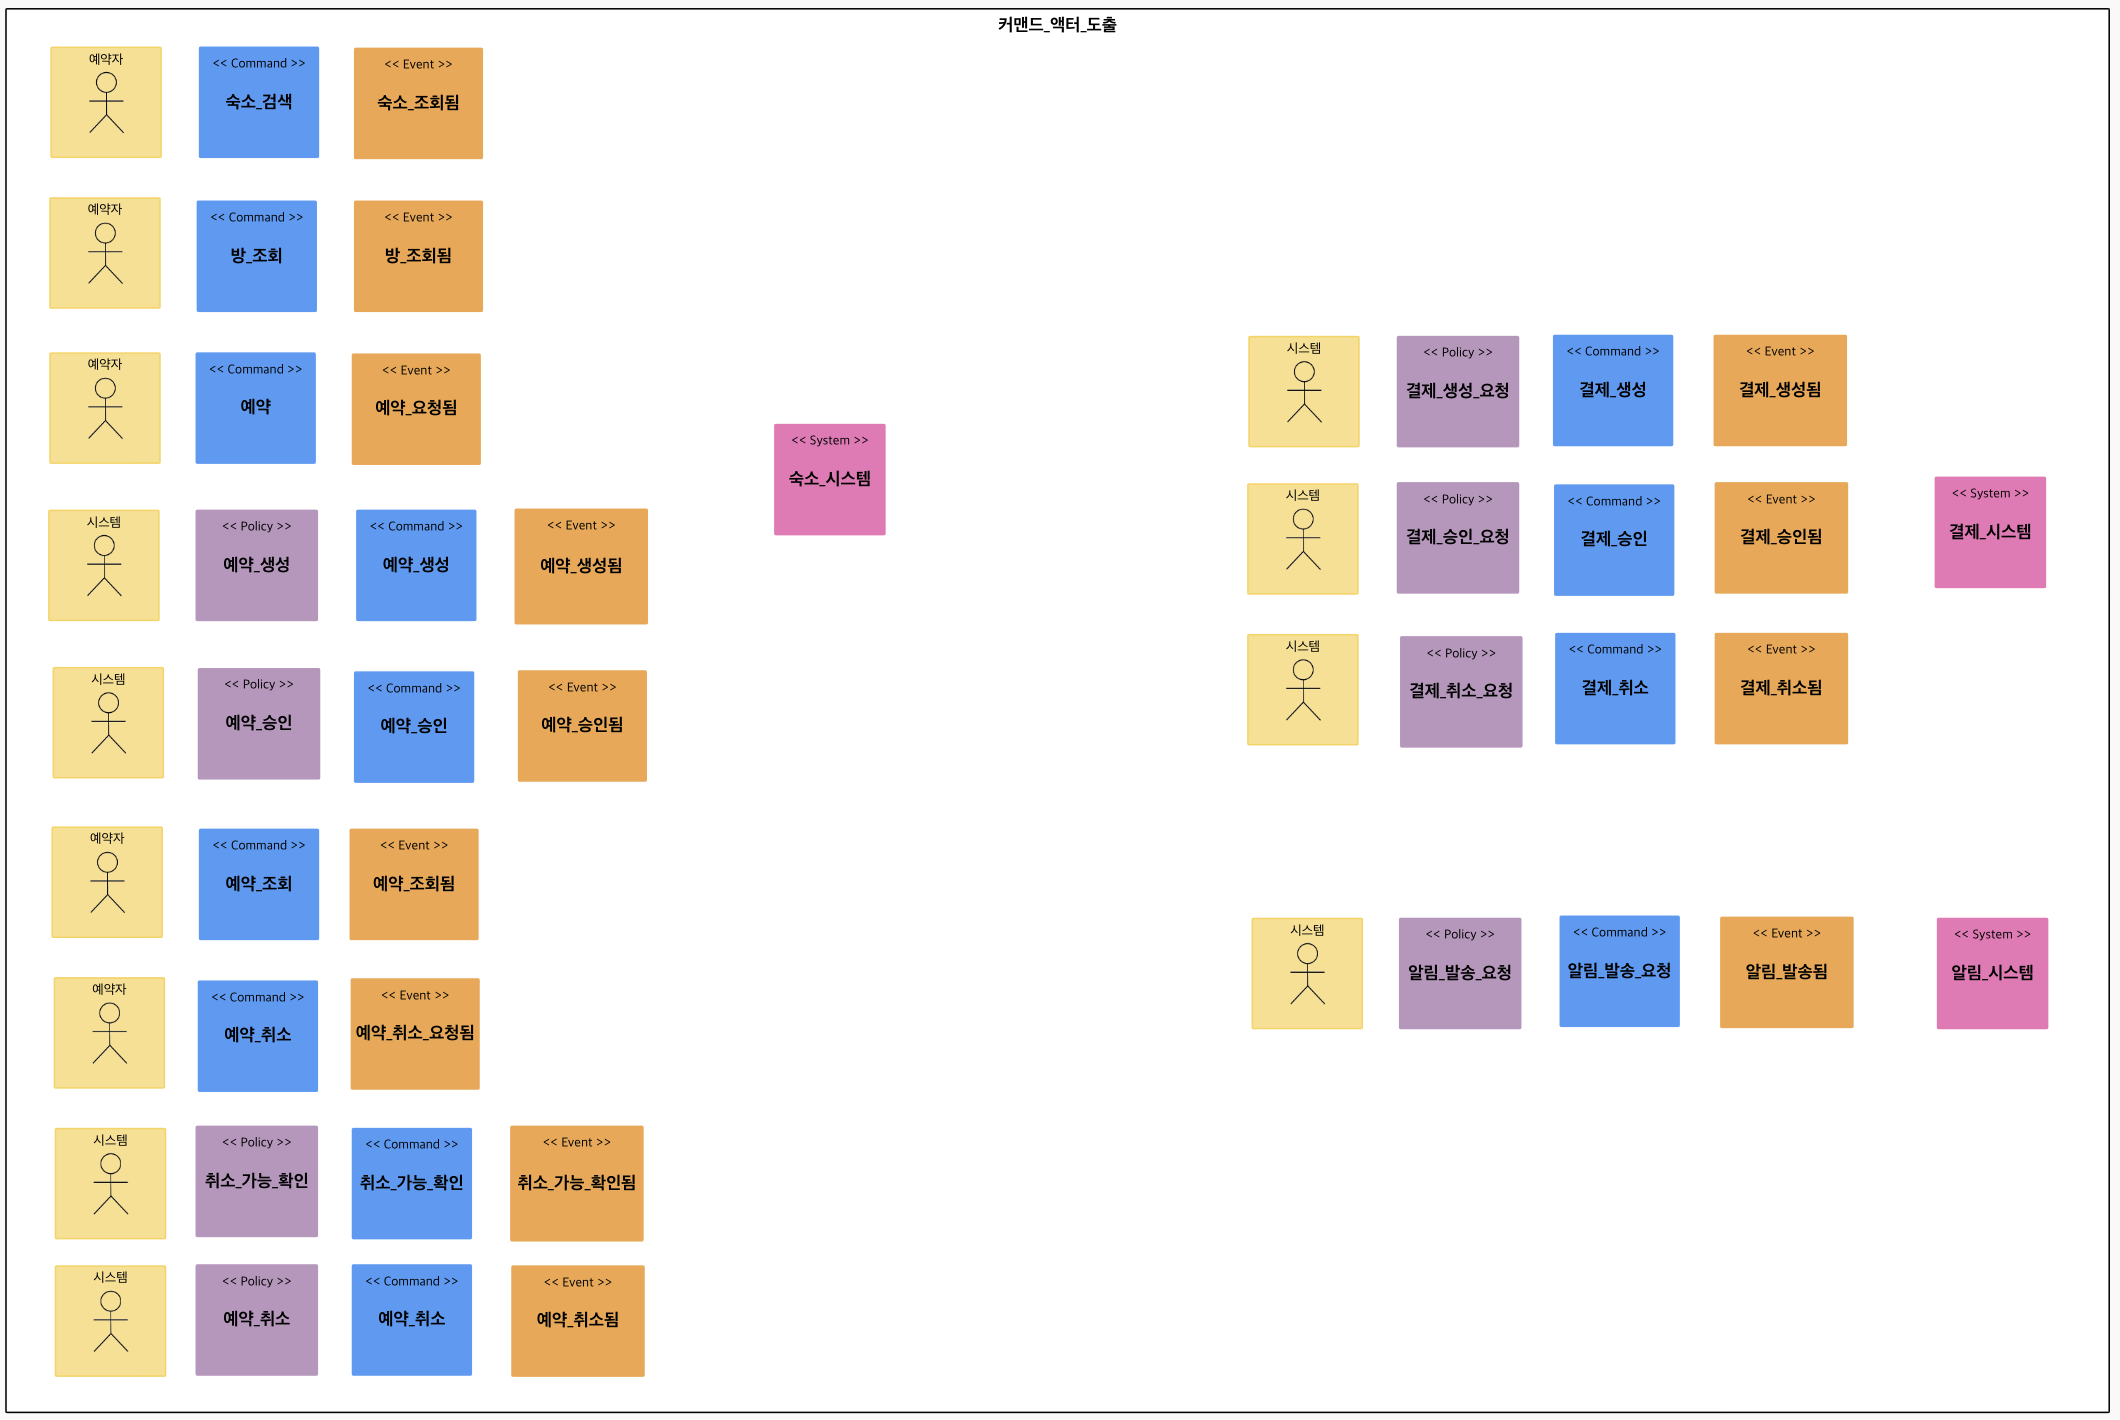 커맨드_액터_도출
예약자
<< Command >>
숙소_검색
<< Event >>
숙소_조회됨
예약자
<< Command >>
방_조회
<< Event >>
방_조회됨
예약자
<< Command >>
예약
<< Event >>
예약_요청됨
시스템
<< Policy >>
예약_생성
<< Command >>
예약_생성
<< Event >>
예약_생성됨
시스템
<< Policy >>
예약_승인
<< Command >>
예약_승인
<< Event >>
예약_승인됨
예약자
<< Command >>
예약_조회
<< Event >>
예약_조회됨
예약자
<< Command >>
예약_취소
<< Event >>
예약_취소_요청됨
시스템
<< Policy >>
취소_가능_확인
<< Command >>
취소_가능_확인
<< Event >>
취소_가능_확인됨
시스템
<< Policy >>
예약_취소
<< Command >>
예약_취소
<< Event >>
예약_취소됨
<< System >>
숙소_시스템
시스템
<< Policy >>
결제_생성_요청
<< Command >>
결제_생성
<< Event >>
결제_생성됨
시스템
<< Policy >>
결제_승인_요청
<< Command >>
결제_승인
<< Event >>
결제_승인됨
<< System >>
결제_시스템
시스템
<< Policy >>
결제_취소_요청
<< Command >>
결제_취소
<< Event >>
결제_취소됨
시스템
<< Policy >>
알림_발송_요청
<< Command >>
알림_발송_요청
<< Event >>
알림_발송됨
<< System >>
알림_시스템